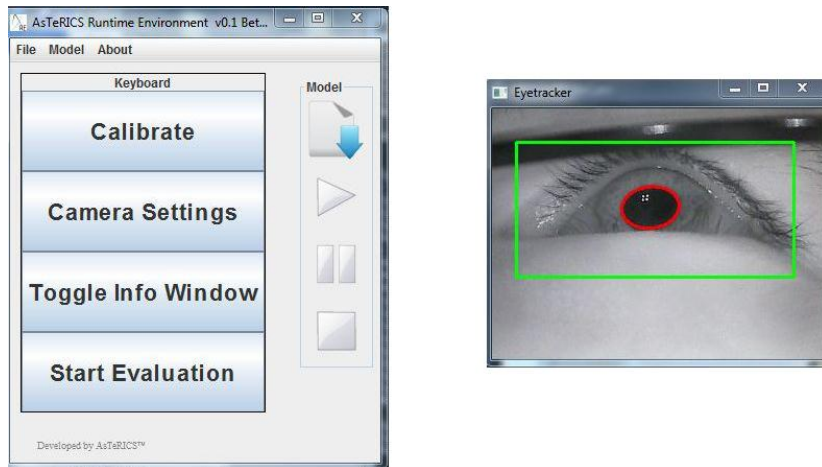 AsTeRICS Runtime Environment v0.1 Bet...
File Model About
Keyboard
Calibrate
Camera Settings
Toggle Info Window
Start Evaluation
Model
Developed by AsTeRICS™
Eyetracker